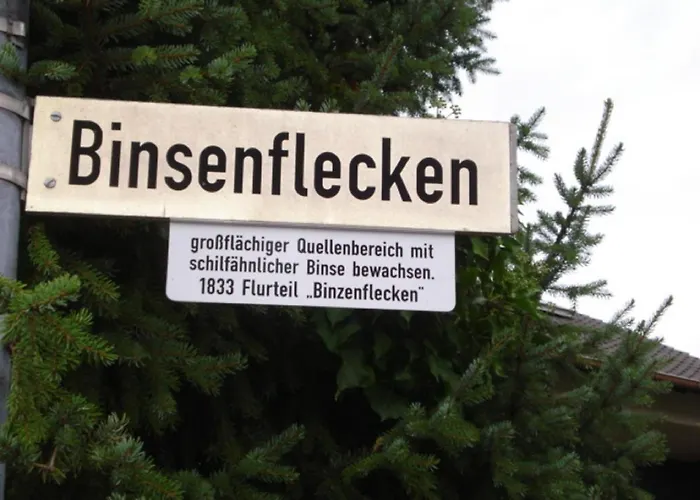 Binsenflecken
großflächiger Quellenbereich mit
schilfähnlicher Binse bewachsen.
1833 Flurteil „Binzenflecken"